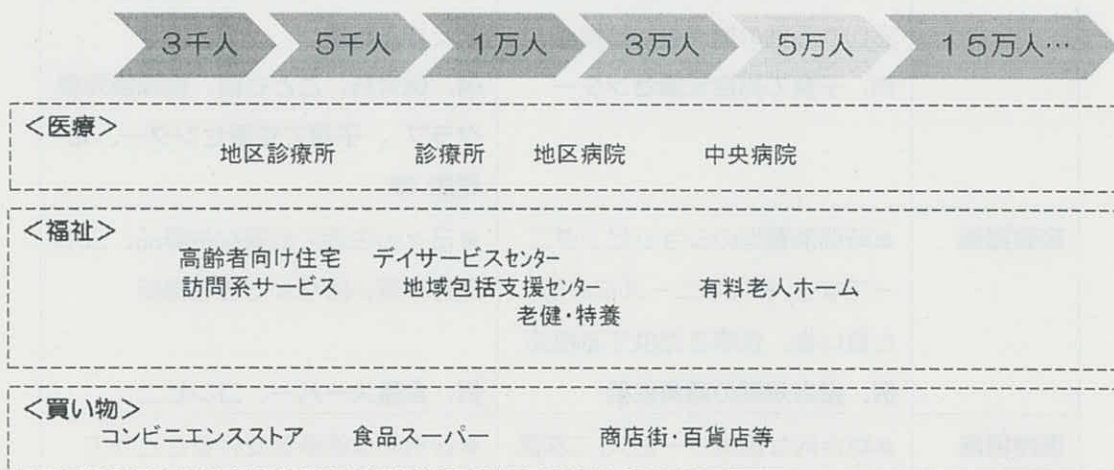 3千人 5千人 1万人 3万人 5万人 15万人…
<医療>
地区診療所 診療所 地区病院 中央病院
<福祉>
高齢者向け住宅 デイサービスセンター
訪問系サービス 地域包括支援センター 有料老人ホーム
老健・特養
<買い物>
コンビニエンスストア 食品スーパー 商店街・百貨店等